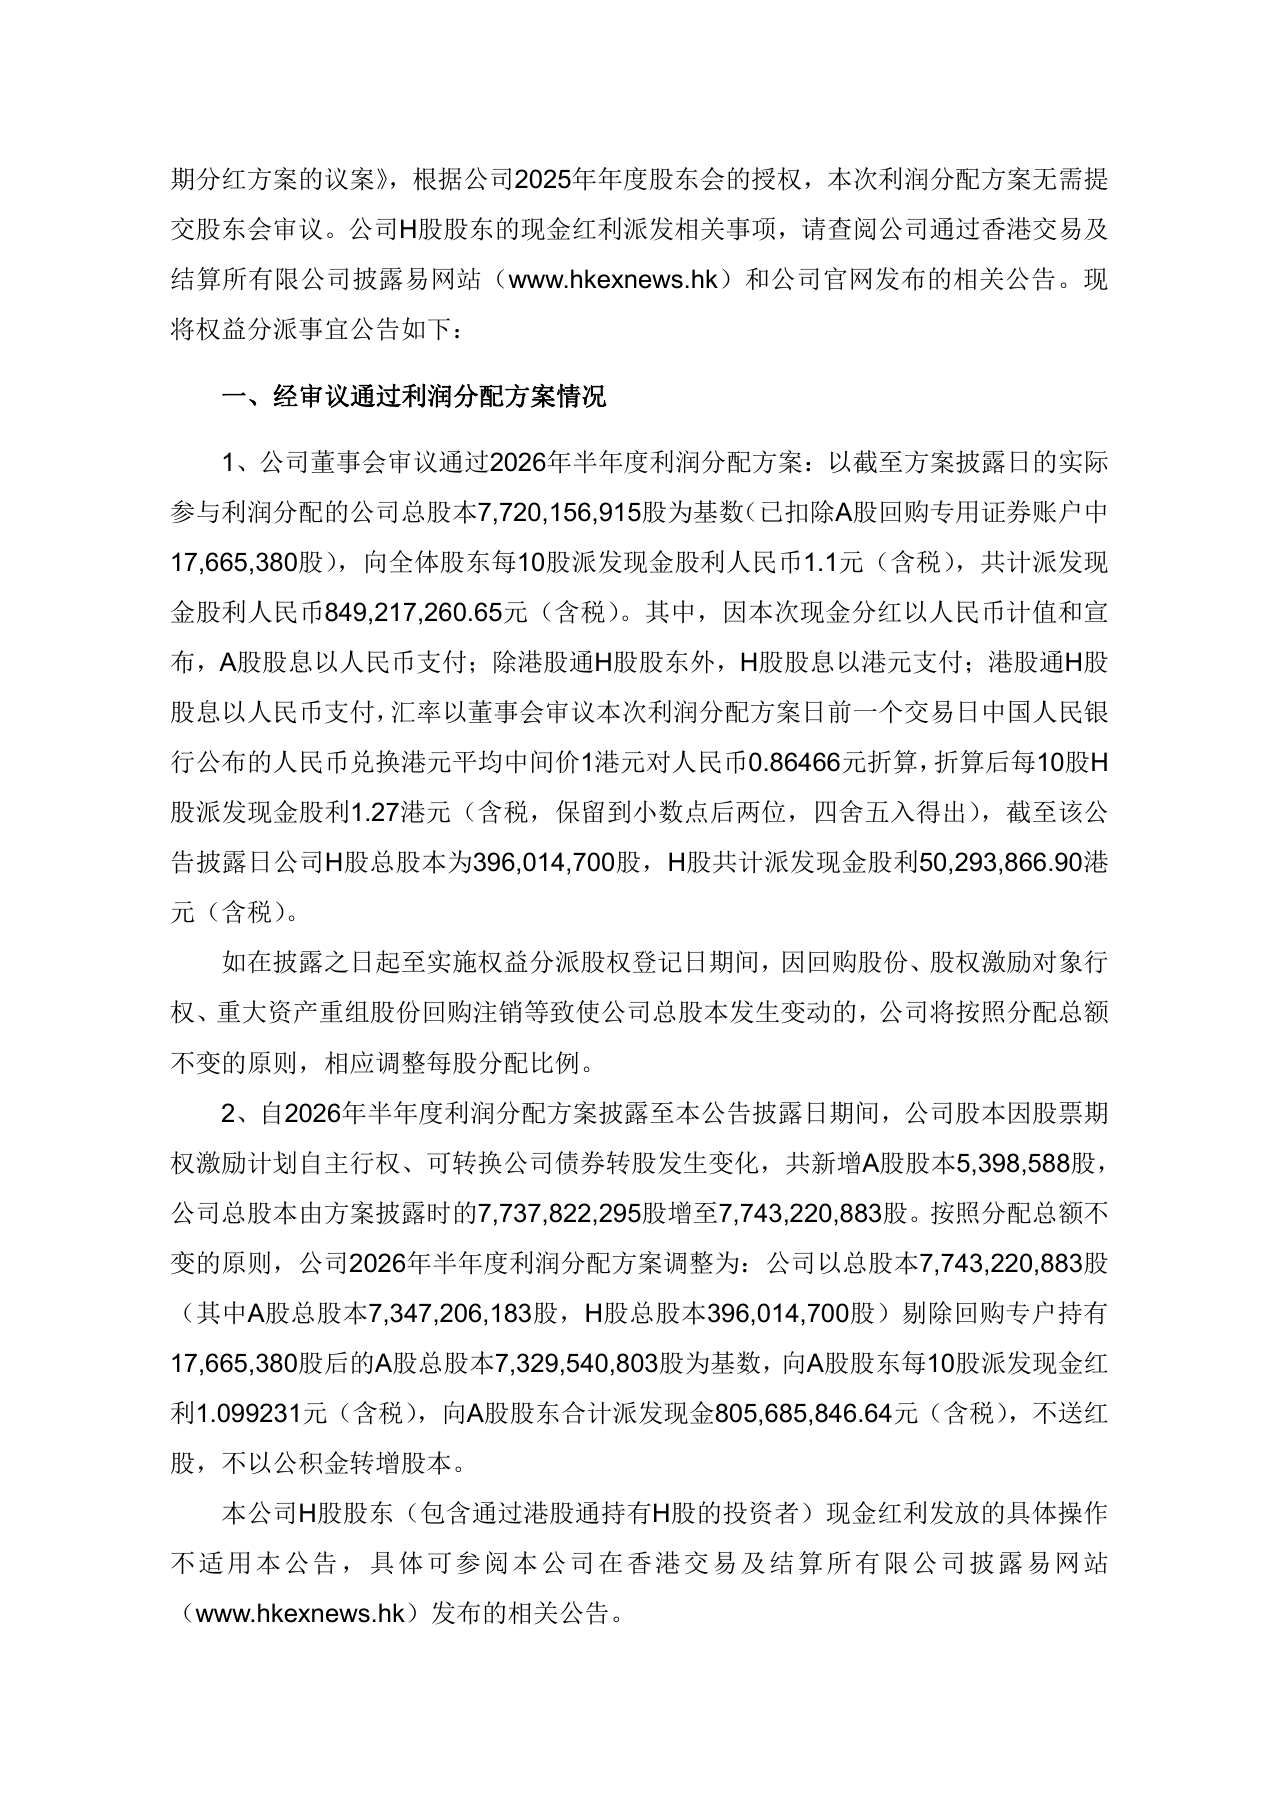 期分红方案的议案》，根据公司2025年年度股东会的授权，本次利润分配方案无需提
交股东会审议。公司H股股东的现金红利派发相关事项，请查阅公司通过香港交易及
结算所有限公司披露易网站（www.hkexnews.hk）和公司官网发布的相关公告。现
将权益分派事宜公告如下：
一、经审议通过利润分配方案情况
1、公司董事会审议通过2026年半年度利润分配方案：以截至方案披露日的实际
参与利润分配的公司总股本7,720,156,915股为基数（已扣除A股回购专用证券账户中
17,665,380股），向全体股东每10股派发现金股利人民币1.1元（含税），共计派发现
金股利人民币849,217,260.65元（含税）。其中，因本次现金分红以人民币计值和宣
布，A股股息以人民币支付；除港股通H股股东外，H股股息以港元支付；港股通H股
股息以人民币支付，汇率以董事会审议本次利润分配方案日前一个交易日中国人民银
行公布的人民币兑换港元平均中间价1港元对人民币0.86466元折算，折算后每10股H
股派发现金股利1.27港元（含税，保留到小数点后两位，四舍五入得出），截至该公
告披露日公司H股总股本为396,014,700股，H股共计派发现金股利50,293,866.90港
元（含税）。
如在披露之日起至实施权益分派股权登记日期间，因回购股份、股权激励对象行
权、重大资产重组股份回购注销等致使公司总股本发生变动的，公司将按照分配总额
不变的原则，相应调整每股分配比例。
2、自2026年半年度利润分配方案披露至本公告披露日期间，公司股本因股票期
权激励计划自主行权、可转换公司债券转股发生变化，共新增A股股本5,398,588股，
公司总股本由方案披露时的7,737,822,295股增至7,743,220,883股。按照分配总额不
变的原则，公司2026年半年度利润分配方案调整为：公司以总股本7,743,220,883股
（其中A股总股本7,347,206,183股，H股总股本396,014,700股）剔除回购专户持有
17,665,380股后的A股总股本7,329,540,803股为基数，向A股股东每10股派发现金红
利1.099231元（含税），向A股股东合计派发现金805,685,846.64元（含税），不送红
股，不以公积金转增股本。
本公司H股股东（包含通过港股通持有H股的投资者）现金红利发放的具体操作
不适用本公告，具体可参阅本公司在香港交易及结算所有限公司披露易网站
（www.hkexnews.hk）发布的相关公告。